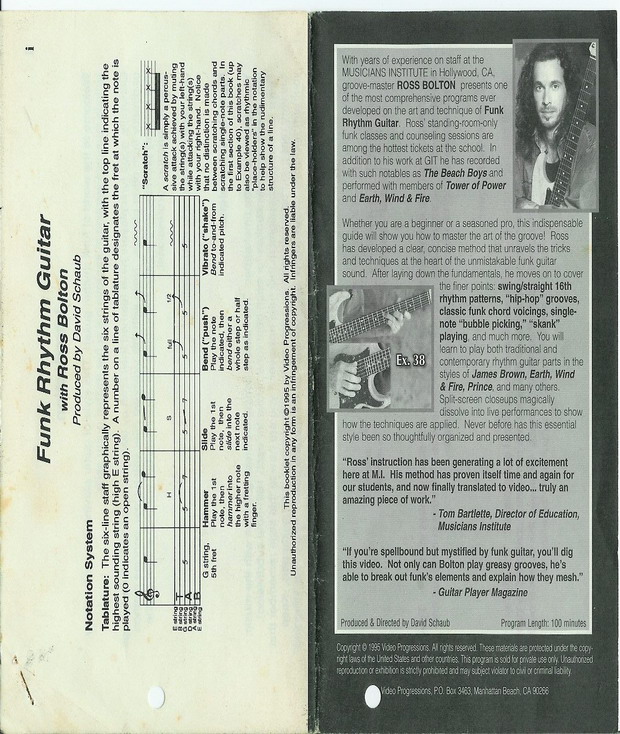 Funk Rhythm Guitar
with Ross Bolton
Produced by David Schaub
Notation System
Tablature: The six-line staff graphically represents the six strings of the guitar, with the top line indicating the
highest sounding string (high E string). A number on a line of tablature designates the fret at which the note is
played (0 indicates an open string).
H
S
full
1/2
E string
B string
G string
D string
A string
E string
T
A
B
5
5
7
5
7
5
5
5
G string,
5th fret
Hammer
Play the 1st
note, then
hammer into
the higher note
with a fretting
finger.
Slide
Play the 1st
note, then
slide into the
next note
indicated.
Bend ("push")
Play the note
indicated, then
bend either a
whole step or half
step as indicated.
Vibrato ("shake")
Bend to-and-from
indicated pitch.
"Scratch":
A scratch is simply a percus-
sive attack achieved by muting
the string(s) with your left-hand
while attacking the string(s)
with your right-hand. Notice
that no distinction is made
between scratching chords and
scratching single-note parts. In
the first section of this book (up
to Example 40), scratches may
also be viewed as rhythmic
"place-holders" in the notation
to help show the rudimentary
structure of a line.
This booklet copyright ©1995 by Video Progressions. All rights reserved.
Unauthorized reproduction in any form is an infringement of copyright. Infringers are liable under the law.
With years of experience on staff at the
MUSICIANS INSTITUTE in Hollywood, CA,
groove-master ROSS BOLTON presents one
of the most comprehensive programs ever
developed on the art and technique of Funk
Rhythm Guitar. Ross' standing-room-only
funk classes and counseling sessions are
among the hottest tickets at the school. In
addition to his work at GIT he has recorded
with such notables as The Beach Boys and
performed with members of Tower of Power
and Earth, Wind & Fire.
Whether you are a beginner or a seasoned pro, this indispensable
guide will show you how to master the art of the groove! Ross
has developed a clear, concise method that unravels the tricks
and techniques at the heart of the unmistakable funk guitar
sound. After laying down the fundamentals, he moves on to cover
the finer points: swing/straight 16th
rhythm patterns, "hip-hop" grooves,
classic funk chord voicings, single-
note "bubble picking," "skank"
playing, and much more. You will
learn to play both traditional and
contemporary rhythm guitar parts in the
styles of James Brown, Earth, Wind
& Fire, Prince, and many others.
Split-screen closeups magically
dissolve into live performances to show
how the techniques are applied. Never before has this essential
style been so thoughtfully organized and presented.
Ex. 38
"Ross' instruction has been generating a lot of excitement
here at M.I. His method has proven itself time and again for
our students, and now finally translated to video... truly an
amazing piece of work."
- Tom Bartlette, Director of Education,
Musicians Institute
"If you're spellbound but mystified by funk guitar, you'll dig
this video. Not only can Bolton play greasy grooves, he's
able to break out funk's elements and explain how they mesh."
- Guitar Player Magazine
Produced & Directed by David Schaub
Program Length: 100 minutes
Copyright © 1995 Video Progressions. All rights reserved. These materials are protected under the copy-
right laws of the United States and other countries. This program is sold for private use only. Unauthorized
reproduction or exhibition is strictly prohibited and may subject violator to civil or criminal liability.
Video Progressions, P.O. Box 3463, Manhattan Beach, CA 90266